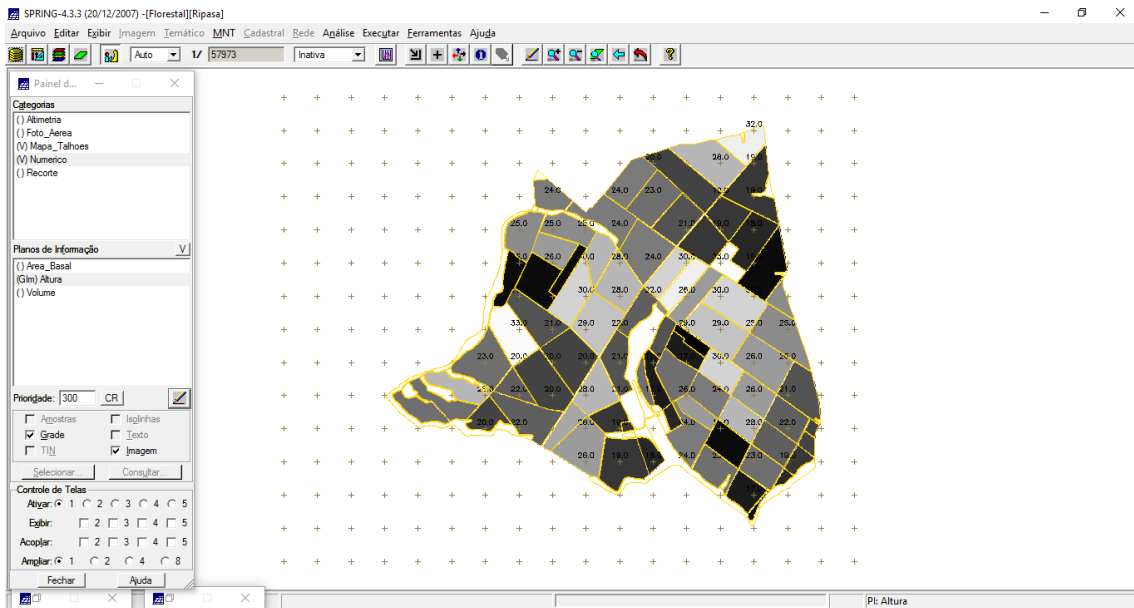 SPRING-4.3.3 (20/12/2007) -[Florestal][Ripasa]
Arquivo Editar Exibir Imagem Temático MNT Cadastral Rede Análise Executar Ferramentas Ajuda
Auto 1/ 57973 Inativa
Painel d...
Categorias
( ) Altimetria
( ) Foto_Aerea
(V) Mapa_Talhoes
(V) Numerico
( ) Recorte
Planos de Informação V
( ) Area_Basal
(GIm) Altura
( ) Volume
Prioridade: 300 CR
Amostras Isolinhas
Grade Texto
TIN Imagem
Selecionar... Consultar...
Controle de Telas
Ativar: 1 2 3 4 5
Exibir: 2 3 4 5
Acoplar: 2 3 4 5
Ampliar: 1 2 4 8
Fechar Ajuda
32.0
28.0
24.0 24.0 23.0
25.0 25.0 24.0
26.0 28.0 24.0
30.0 28.0 26.0 30.0
33.0 21.0 29.0 29.0 29.0 25.0 25.0
23.0 20.0 20.0 20.0 26.0
22.0 20.0 28.0 26.0 24.0 26.0 21.0
22.0 28.0 22.0
26.0 19.0 18.0 24.0 23.0
PI: Altura